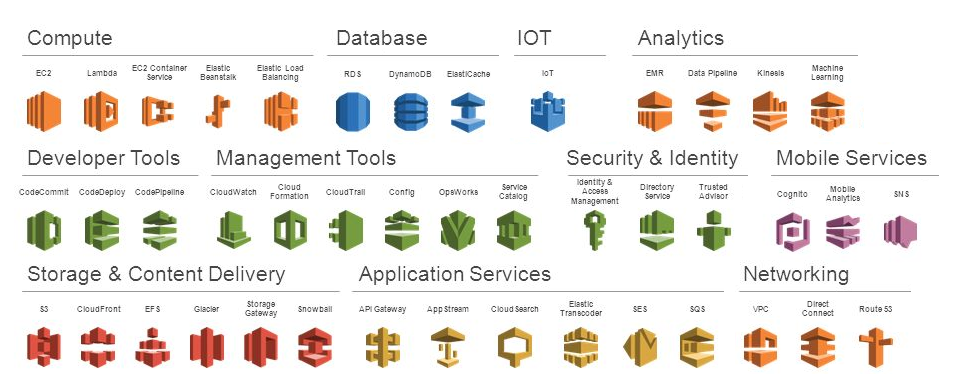 Compute
Database
IOT
Analytics
EC2
Lambda
EC2 Container
Service
Elastic
Beanstalk
Elastic Load
Balancing
RDS
DynamoDB
ElastiCache
IoT
EMR
Data Pipeline
Kinesis
Machine
Learning
Developer Tools
Management Tools
Security & Identity
Mobile Services
CodeCommit
CodeDeploy
CodePipeline
CloudWatch
Cloud
Formation
CloudTrail
Config
OpsWorks
Service
Catalog
Identity &
Access
Management
Directory
Service
Trusted
Advisor
Cognito
Mobile
Analytics
SNS
Storage & Content Delivery
Application Services
Networking
S3
CloudFront
EFS
Glacier
Storage
Gateway
Snowball
API Gateway
AppStream
CloudSearch
Elastic
Transcoder
SES
SQS
VPC
Direct
Connect
Route 53